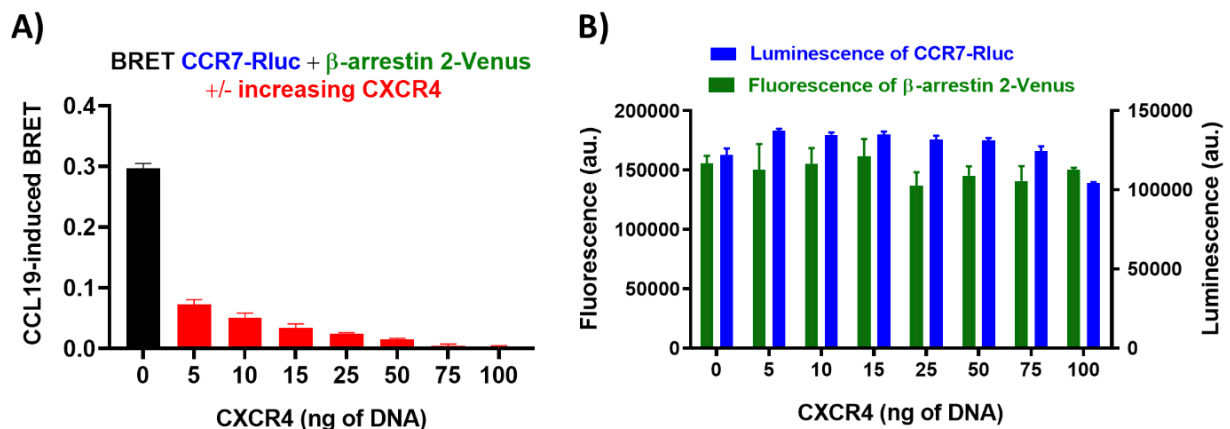 A)
BRET CCR7-Rluc + β-arrestin 2-Venus
+/- increasing CXCR4
CCL19-induced BRET
0.4
0.3
0.2
0.1
0.0
0 5 10 15 25 50 75 100
CXCR4 (ng of DNA)
B)
Luminescence of CCR7-Rluc
Fluorescence of β-arrestin 2-Venus
Fluorescence (au.)
200000
150000
100000
50000
0
150000
100000
50000
0
Luminescence (au.)
0 5 10 15 25 50 75 100
CXCR4 (ng of DNA)